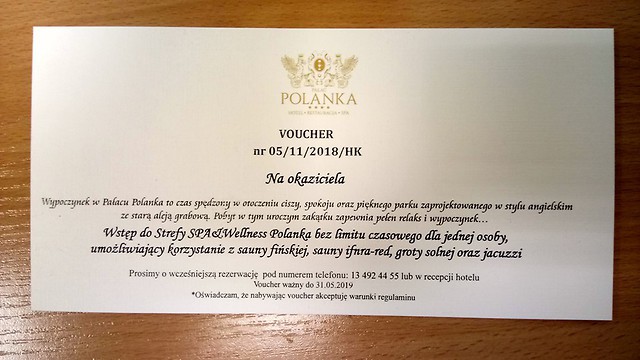 PAŁAC
POLANKA
HOTEL • RESTAURACJA • SPA
VOUCHER
nr 05/11/2018/HK
Na okaziciela
Wypoczynek w Pałacu Polanka to czas spędzony w otoczeniu ciszy, spokoju oraz pięknego parku zaprojektowanego w stylu angielskim
ze starą aleją grabową. Pobyt w tym uroczym zakątku zapewnia pełen relaks i wypoczynek...
Wstęp do Strefy SPA&Wellness Polanka bez limitu czasowego dla jednej osoby,
umożliwiający korzystanie z sauny fińskiej, sauny ifnra-red, groty solnej oraz jacuzzi
Prosimy o wcześniejszą rezerwację pod numerem telefonu: 13 492 44 55 lub w recepcji hotelu
Voucher ważny do 31.05.2019
*Oświadczam, że nabywając voucher akceptuję warunki regulaminu